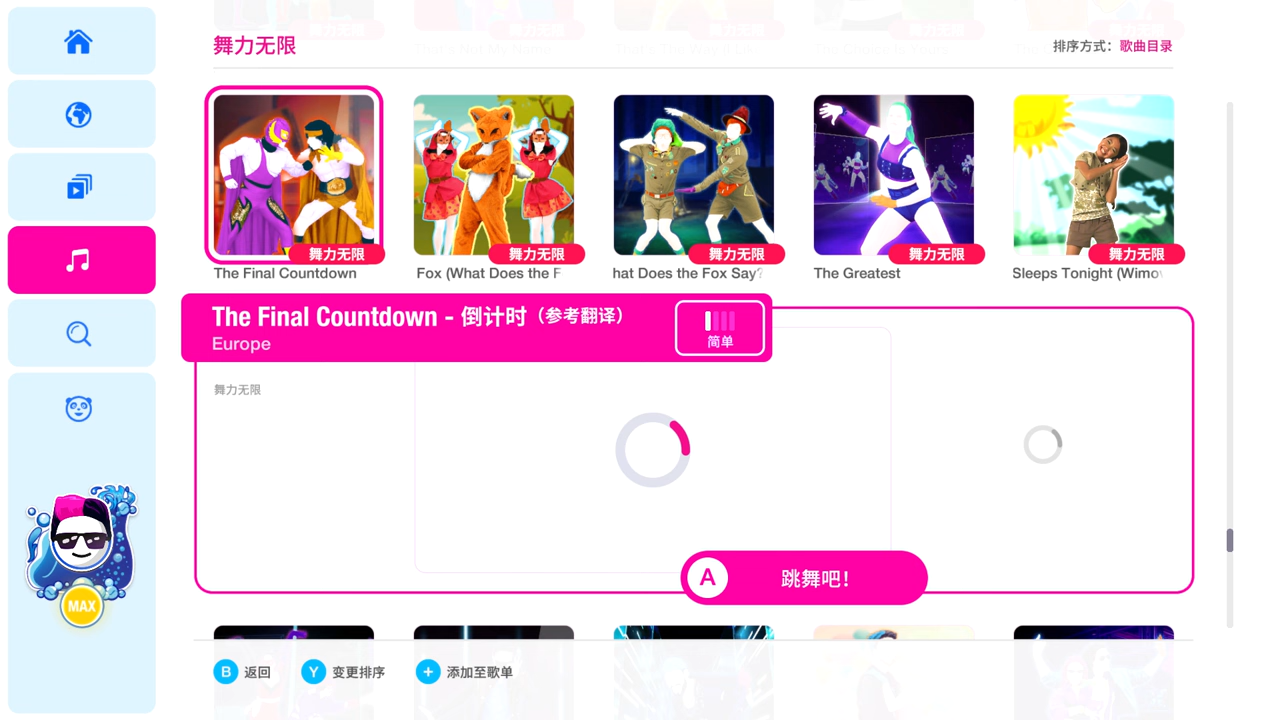 That's Not My Name
舞力无限
排序方式：歌曲目录
舞力无限
舞力无限
舞力无限
舞力无限
舞力无限
The Final Countdown
Fox (What Does the F
hat Does the Fox Say?
The Greatest
Sleeps Tonight (Wimov
The Final Countdown - 倒计时（参考翻译）
Europe
简单
舞力无限
A 跳舞吧！
MAX
B 返回
Y 变更排序
+ 添加至歌单